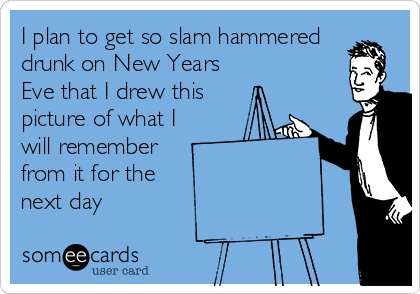 I plan to get so slam hammered
drunk on New Years
Eve that I drew this
picture of what I
will remember
from it for the
next day
someecards
user card